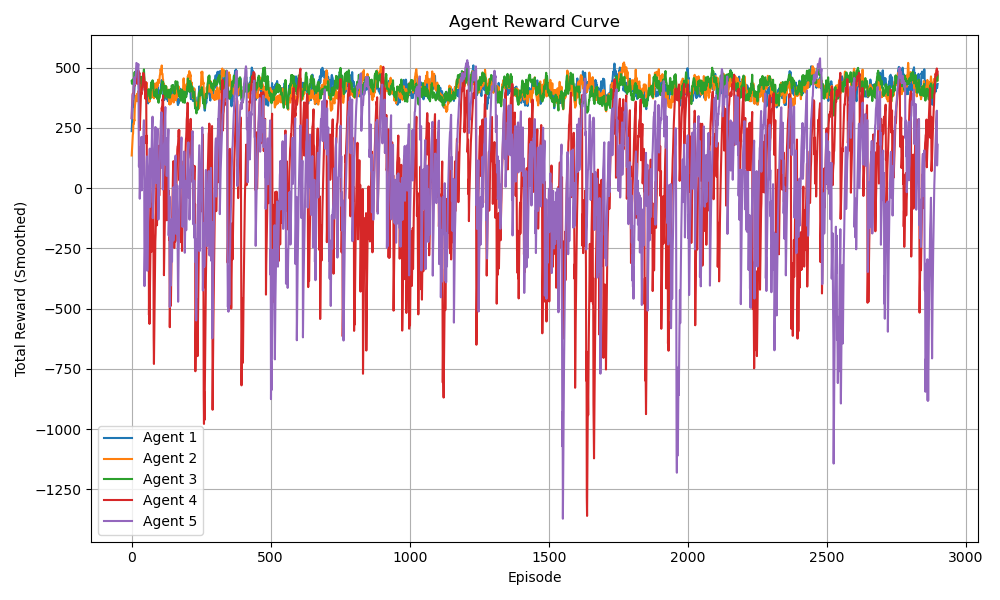 Agent Reward Curve
Total Reward (Smoothed)
500
250
0
−250
−500
−750
−1000
−1250
Agent 1
Agent 2
Agent 3
Agent 4
Agent 5
0 500 1000 1500 2000 2500 3000
Episode